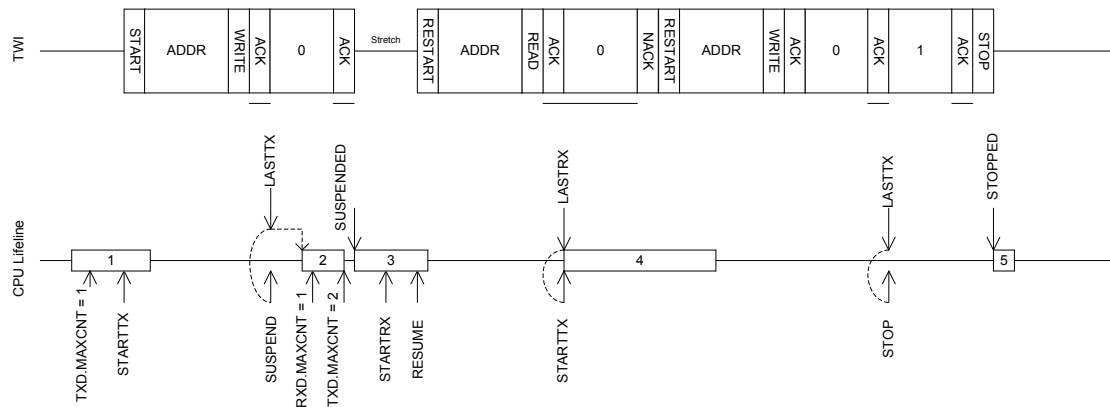 TWI
START
ADDR
WRITE
ACK
0
ACK
Stretch
RESTART
ADDR
READ
ACK
0
NACK
RESTART
ADDR
WRITE
ACK
0
ACK
1
ACK
STOP
CPU Lifeline
LASTTX
SUSPENDED
LASTRX
LASTTX
STOPPED
1
2
3
4
5
TXD.MAXCNT = 1
STARTTX
SUSPEND
RXD.MAXCNT = 1
TXD.MAXCNT = 2
STARTRX
RESUME
STARTTX
STOP